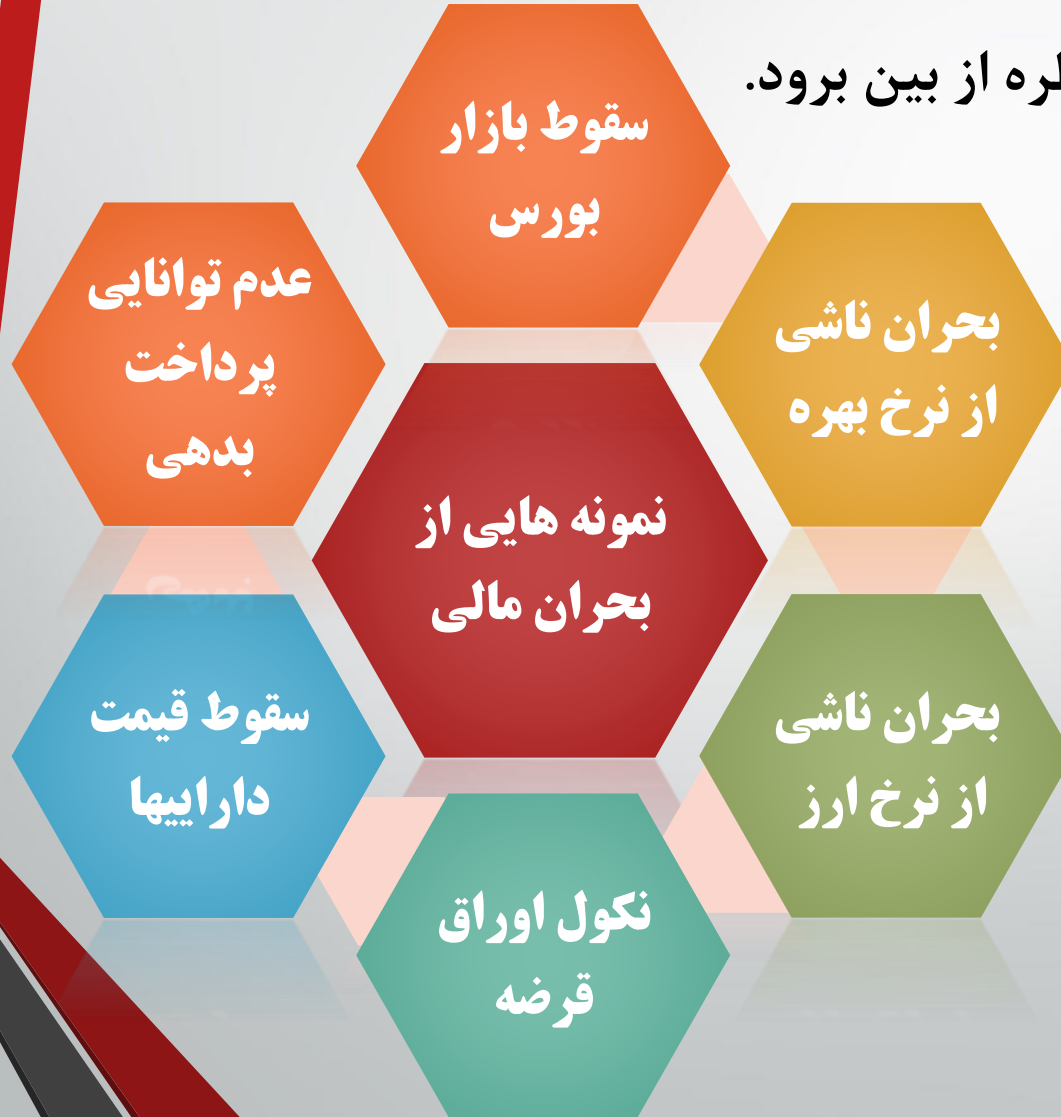 از بین برود.
سقوط بازار
بورس
بحران ناشی
از نرخ بهره
بحران ناشی
از نرخ ارز
نکول اوراق
قرضه
سقوط قیمت
داراییها
عدم توانایی
پرداخت
بدهی
نمونه هایی از
بحران مالی